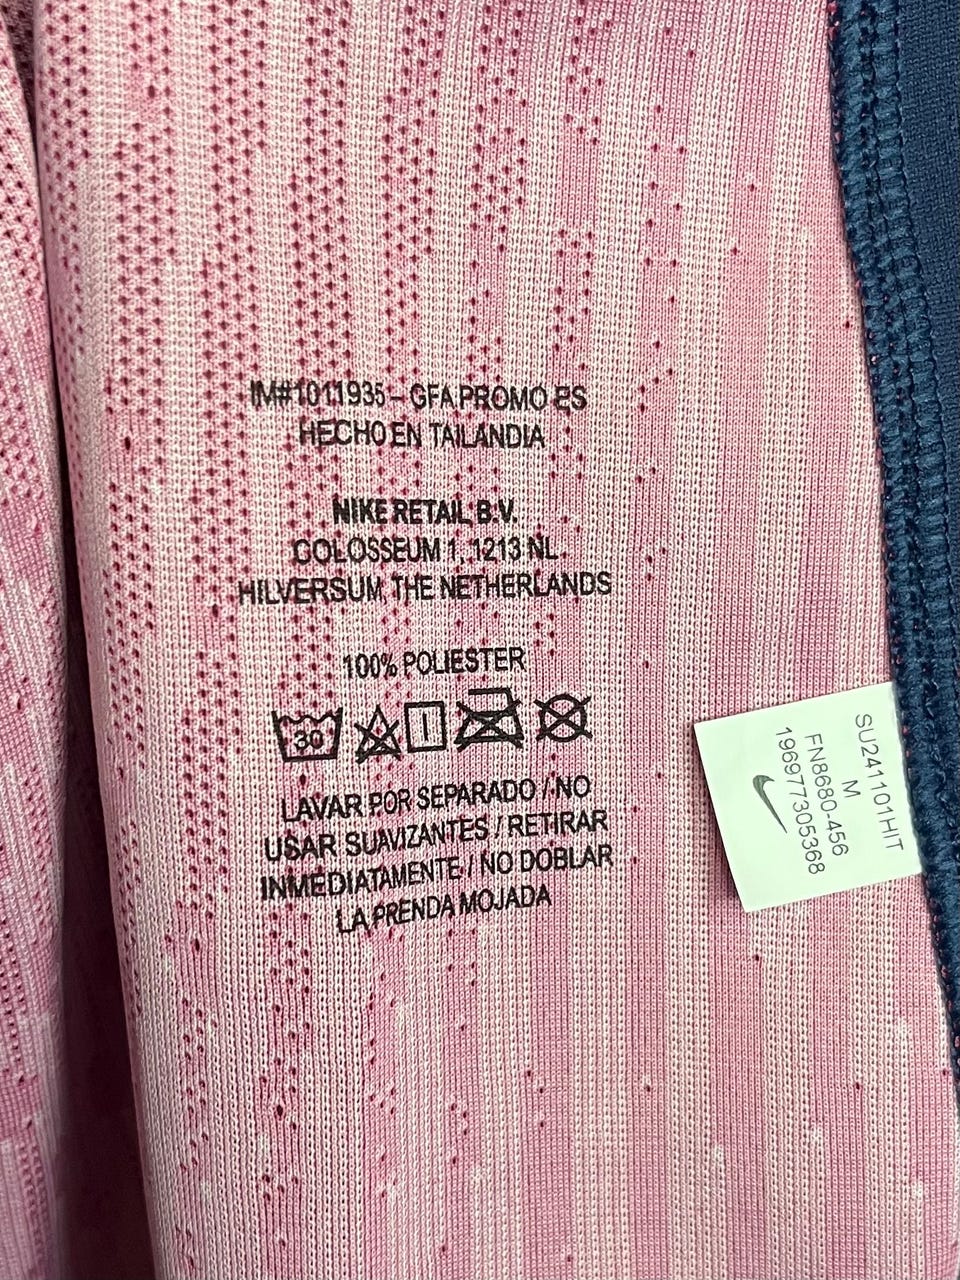 IM#1011935 - GFA PROMO ES
HECHO EN TAILANDIA
NIKE RETAIL B.V.
COLOSSEUM 1, 1213 NL
HILVERSUM, THE NETHERLANDS
100% POLIESTER
30
LAVAR POR SEPARADO / NO
USAR SUAVIZANTES / RETIRAR
INMEDIATAMENTE / NO DOBLAR
LA PRENDA MOJADA
SU241101HIT
M
FN8680-456
196977305368